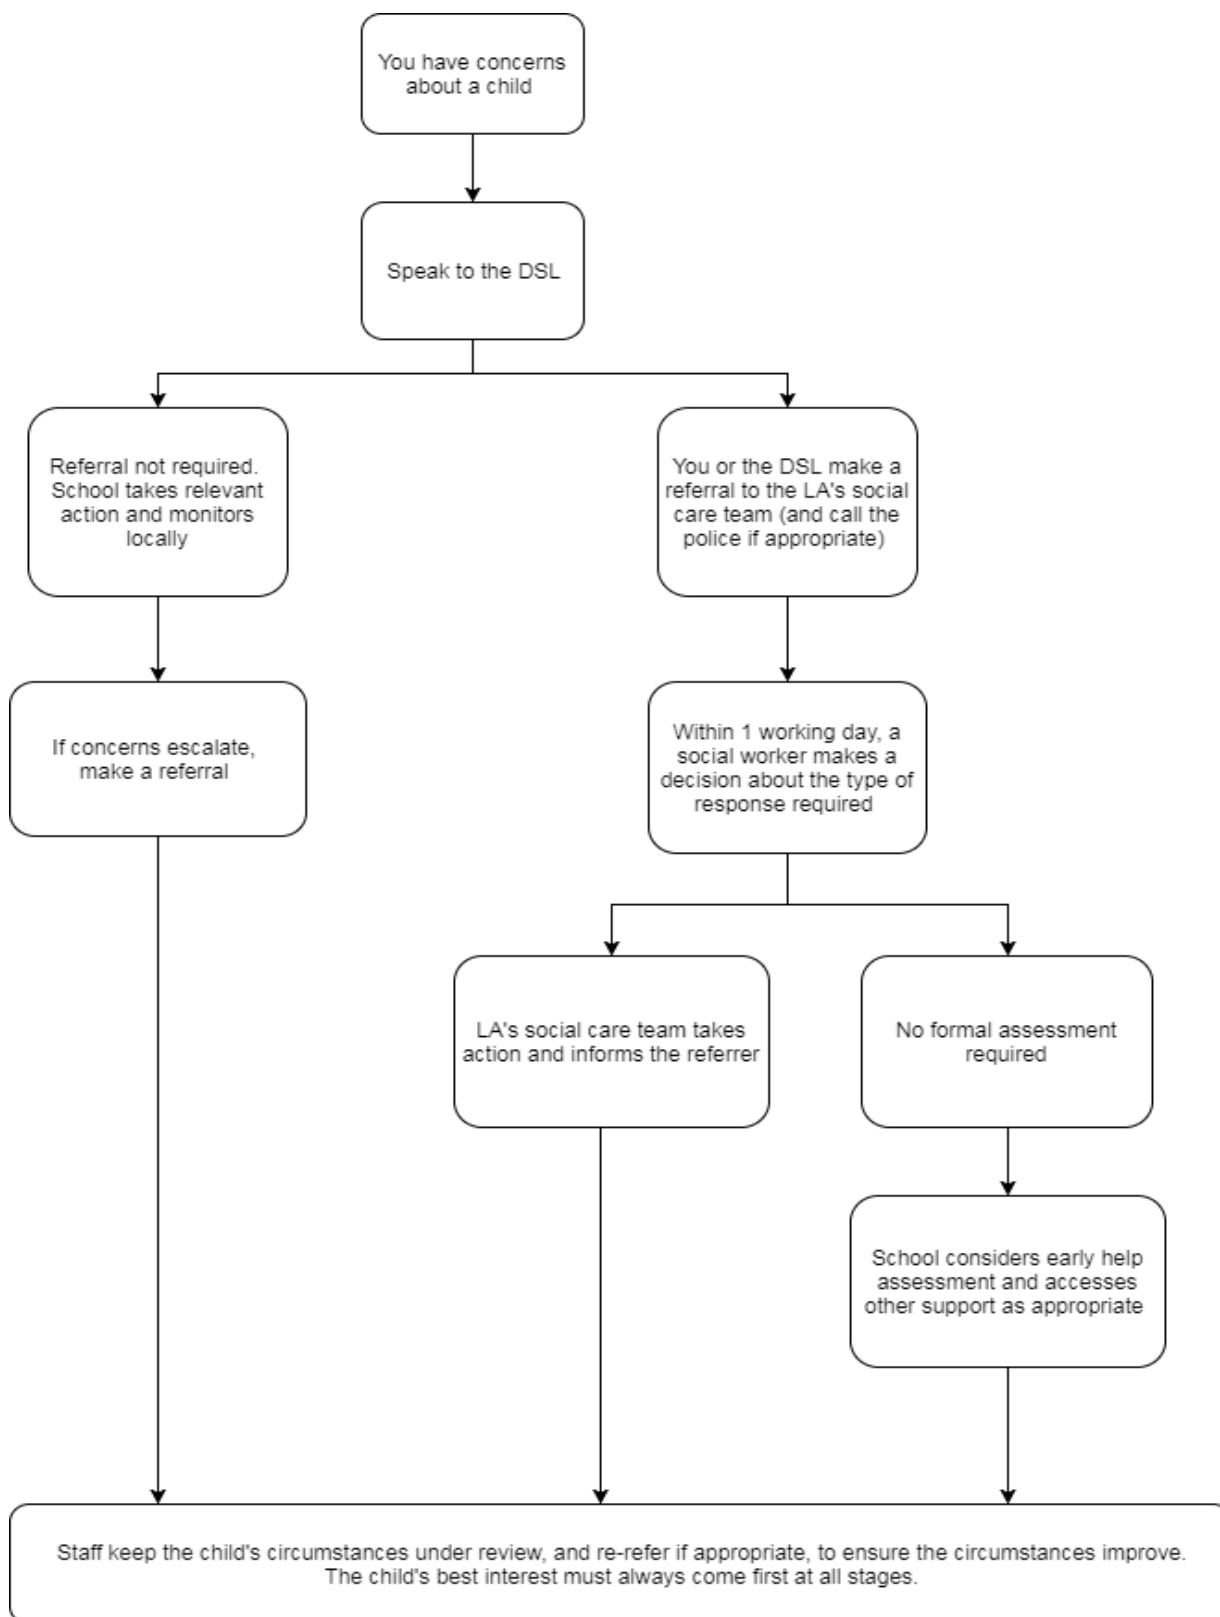 You have concerns
about a child
Speak to the DSL
Referral not required.
School takes relevant
action and monitors
locally
You or the DSL make a
referral to the LA's social
care team (and call the
police if appropriate)
If concerns escalate,
make a referral
Within 1 working day, a
social worker makes a
decision about the type of
response required
LA's social care team takes
action and informs the referrer
No formal assessment
required
School considers early help
assessment and accesses
other support as appropriate
Staff keep the child's circumstances under review, and re-refer if appropriate, to ensure the circumstances improve.
The child's best interest must always come first at all stages.